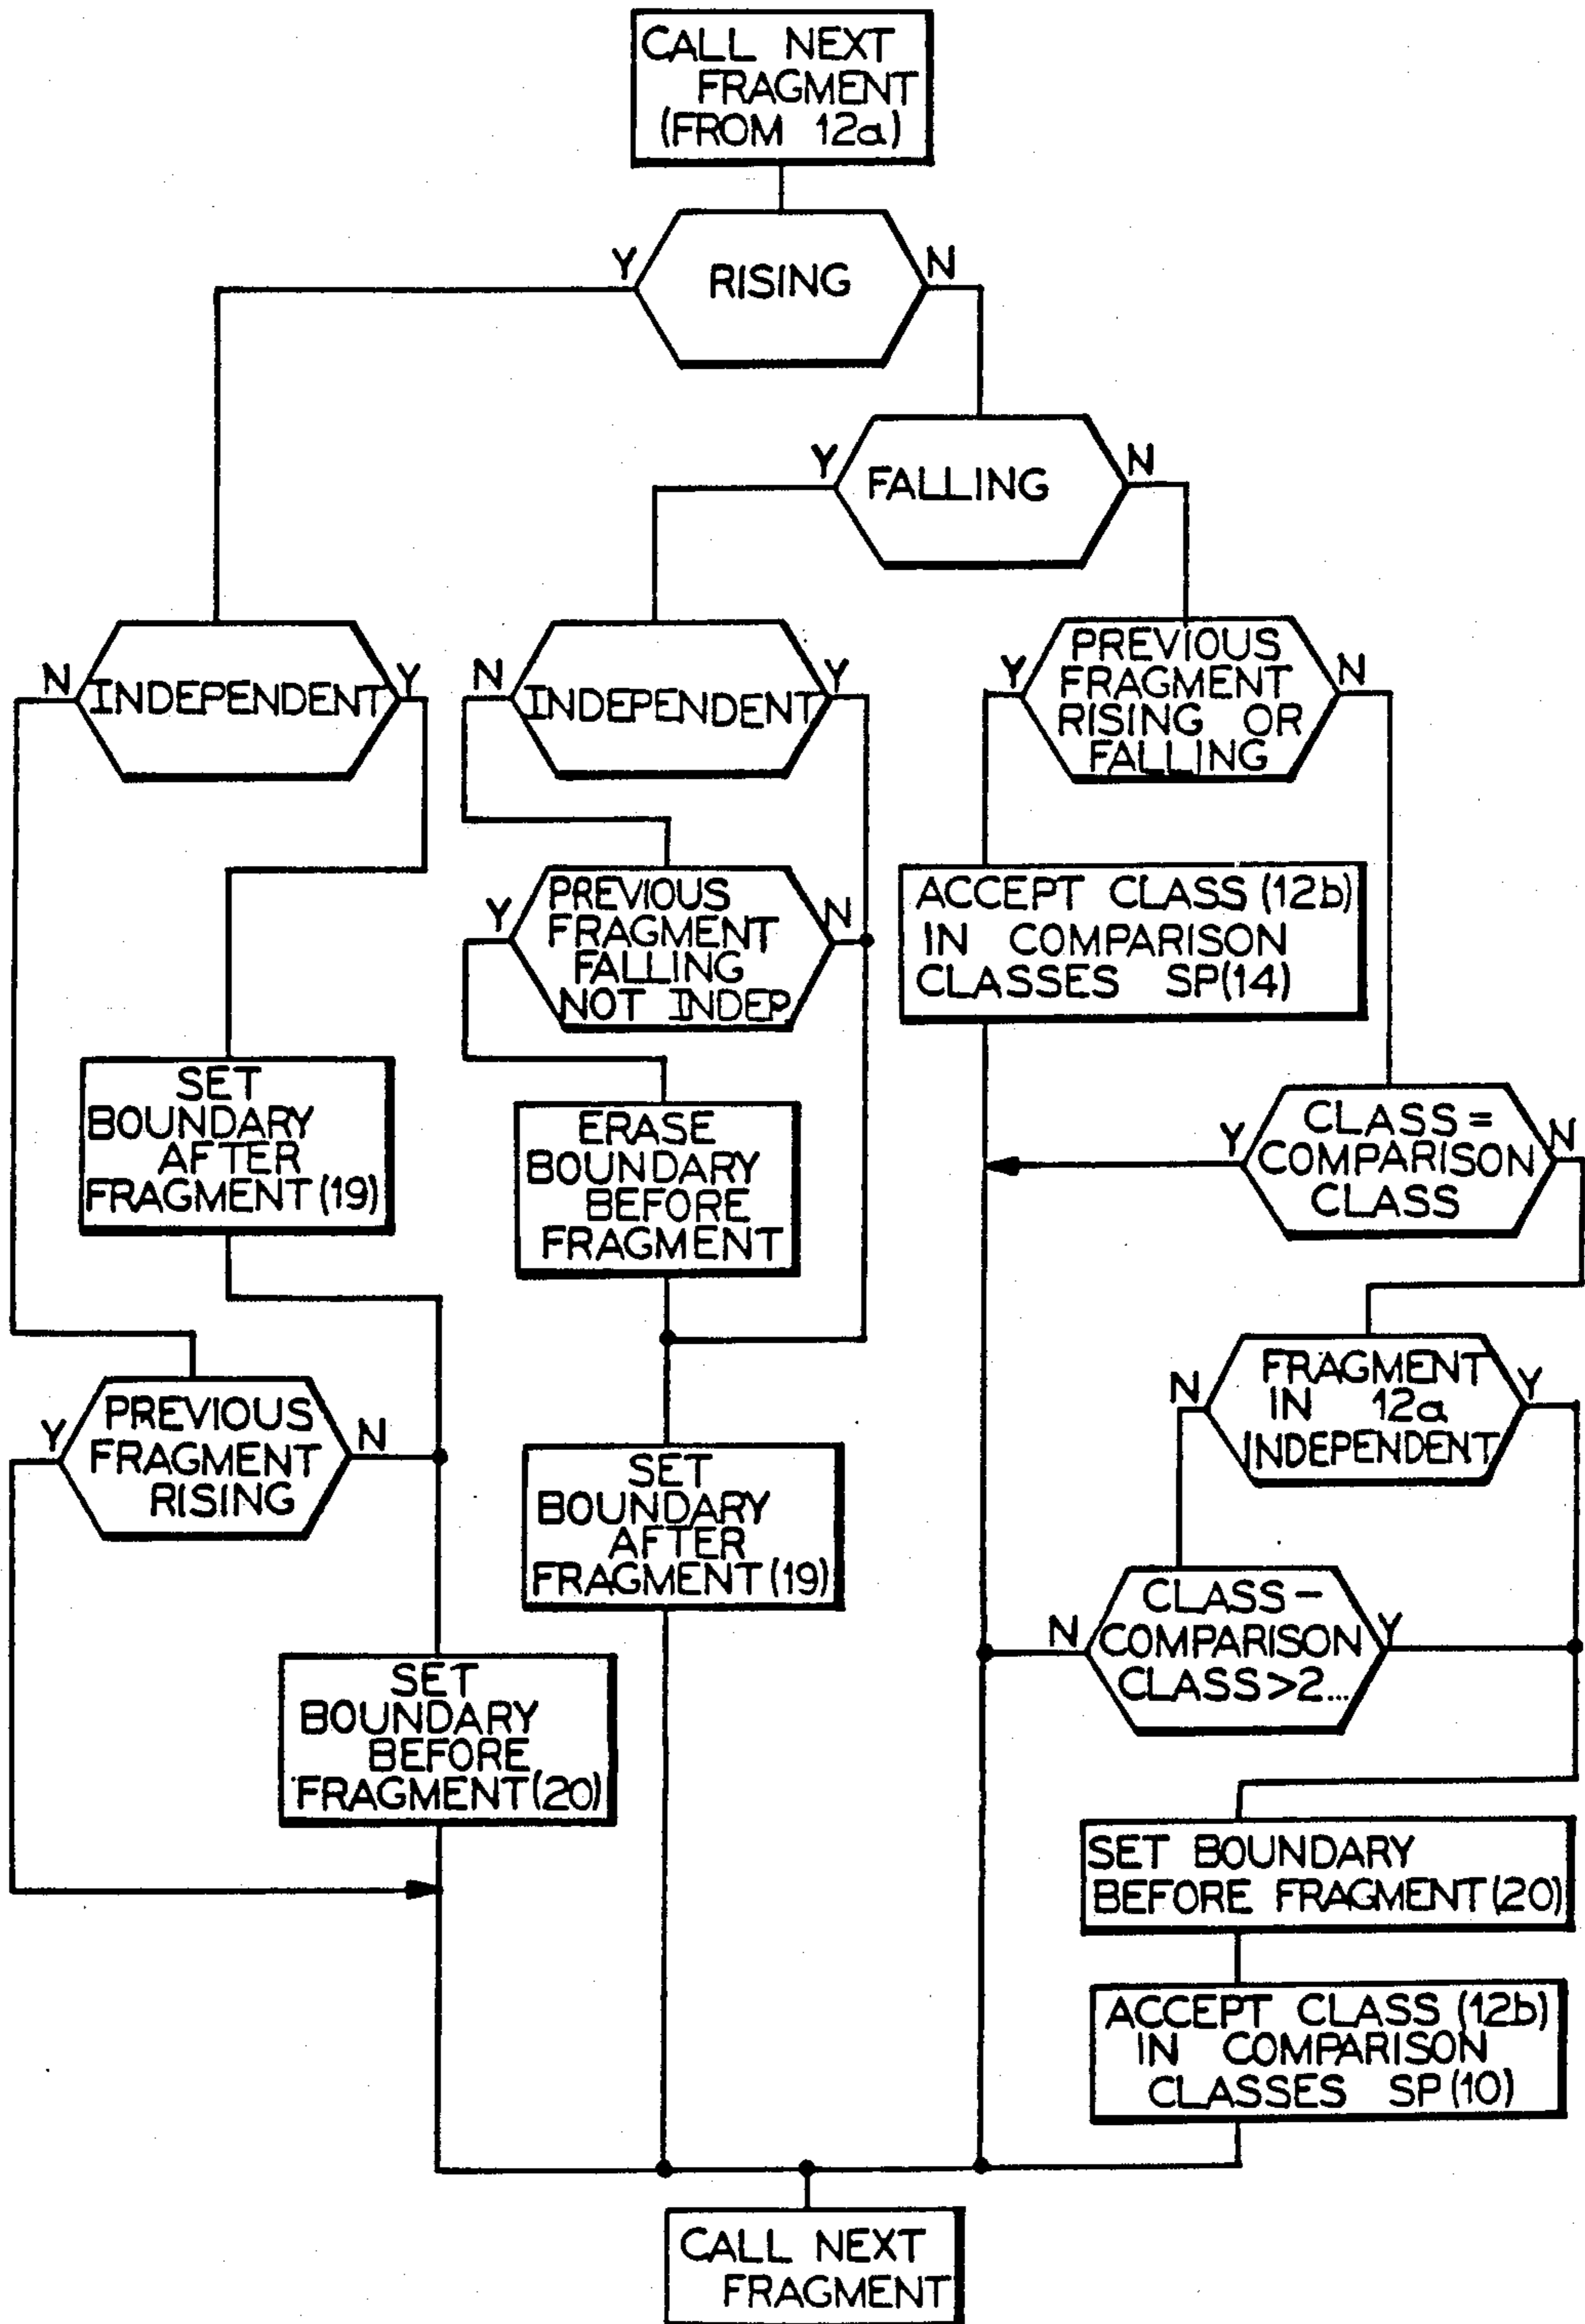 CALL NEXT
FRAGMENT
(FROM 12a)
Y
RISING
N
Y
FALLING
N
N
INDEPENDENT
Y
N
INDEPENDENT
Y
Y
PREVIOUS
FRAGMENT
RISING OR
FALLING
N
Y
PREVIOUS
FRAGMENT
FALLING
NOT INDEP
N
ACCEPT CLASS (12b)
IN COMPARISON
CLASSES SP(14)
SET
BOUNDARY
AFTER
FRAGMENT (19)
ERASE
BOUNDARY
BEFORE
FRAGMENT
Y
CLASS =
COMPARISON
CLASS
N
Y
PREVIOUS
FRAGMENT
RISING
N
N
FRAGMENT
IN 12a
INDEPENDENT
Y
SET
BOUNDARY
AFTER
FRAGMENT (19)
N
CLASS –
COMPARISON
CLASS >2...
Y
SET
BOUNDARY
BEFORE
FRAGMENT (20)
SET BOUNDARY
BEFORE FRAGMENT (20)
ACCEPT CLASS (12b)
IN COMPARISON
CLASSES SP (10)
CALL NEXT
FRAGMENT